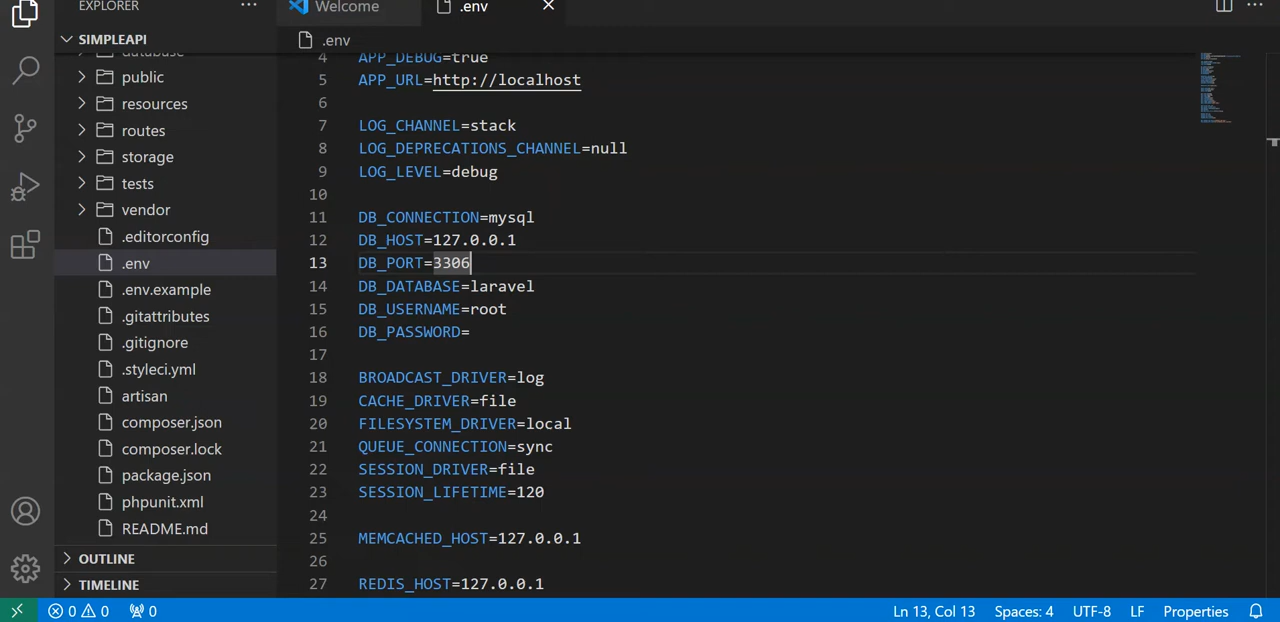 EXPLORER
···
Welcome
.env
···
SIMPLEAPI
.env
database
public
resources
routes
storage
tests
vendor
.editorconfig
.env
.env.example
.gitattributes
.gitignore
.styleci.yml
artisan
composer.json
composer.lock
package.json
phpunit.xml
README.md
OUTLINE
TIMELINE
4 APP_DEBUG=true
5 APP_URL=http://localhost
6
7 LOG_CHANNEL=stack
8 LOG_DEPRECATIONS_CHANNEL=null
9 LOG_LEVEL=debug
10
11 DB_CONNECTION=mysql
12 DB_HOST=127.0.0.1
13 DB_PORT=3306
14 DB_DATABASE=laravel
15 DB_USERNAME=root
16 DB_PASSWORD=
17
18 BROADCAST_DRIVER=log
19 CACHE_DRIVER=file
20 FILESYSTEM_DRIVER=local
21 QUEUE_CONNECTION=sync
22 SESSION_DRIVER=file
23 SESSION_LIFETIME=120
24
25 MEMCACHED_HOST=127.0.0.1
26
27 REDIS_HOST=127.0.0.1
0 0 0 Ln 13, Col 13 Spaces: 4 UTF-8 LF Properties